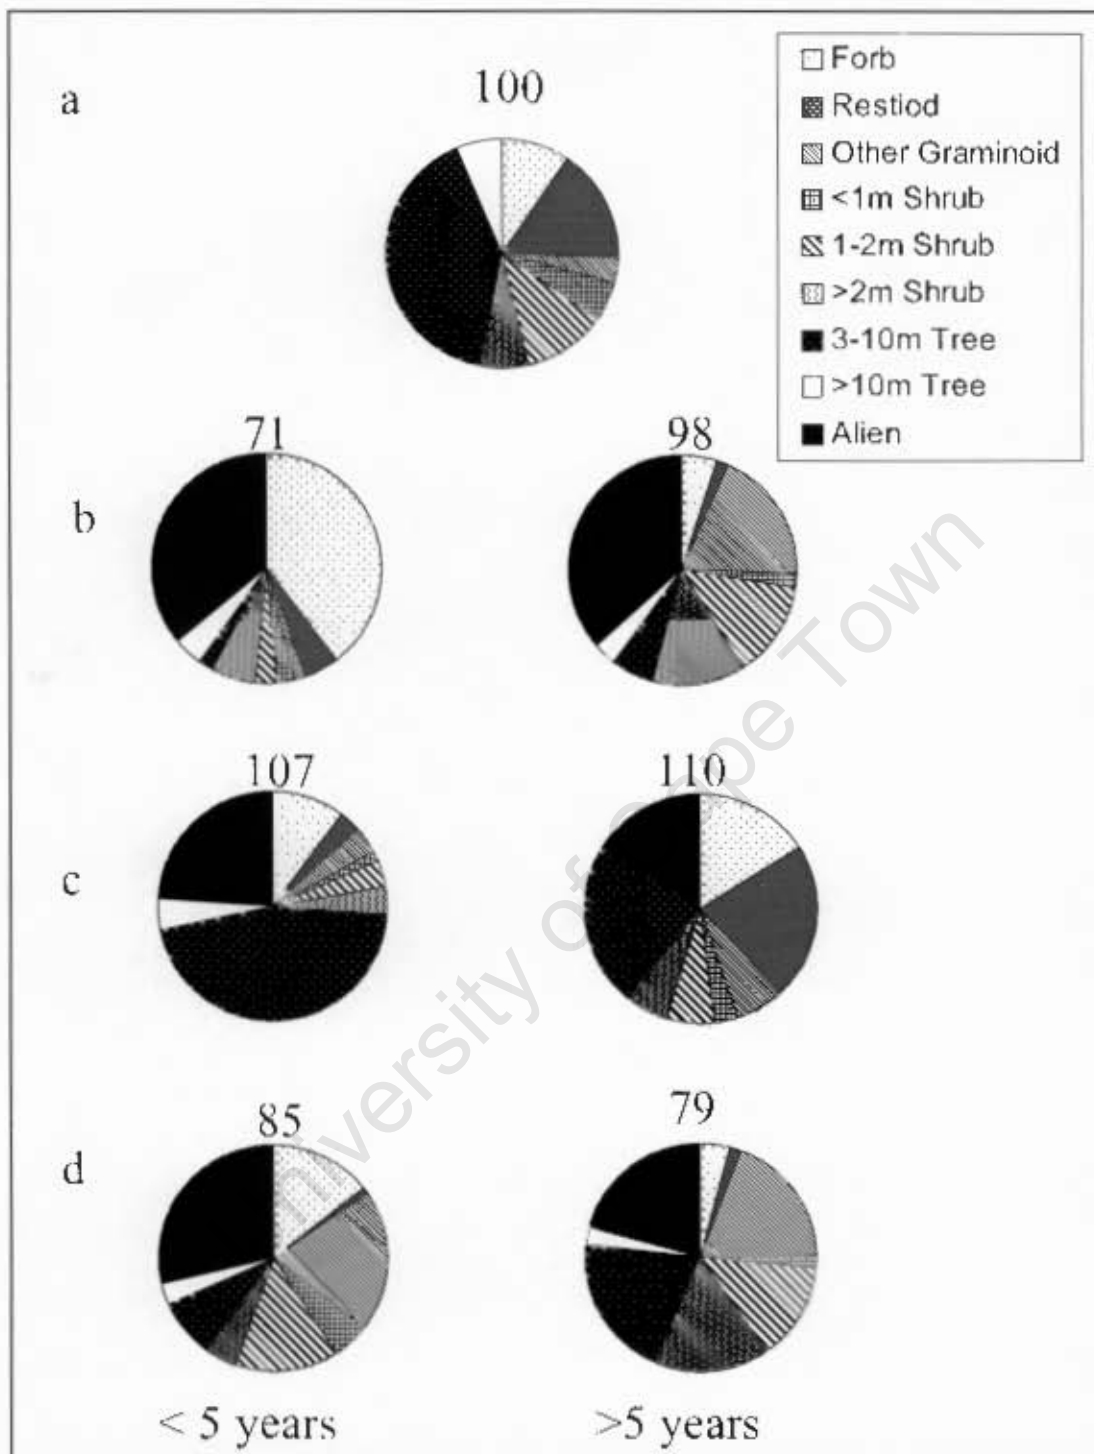 a
100
Forb
Restiod
Other Graminoid
<1m Shrub
1-2m Shrub
>2m Shrub
3-10m Tree
>10m Tree
Alien
b
71
98
c
107
110
d
85
79
< 5 years
>5 years
University of Cape Town